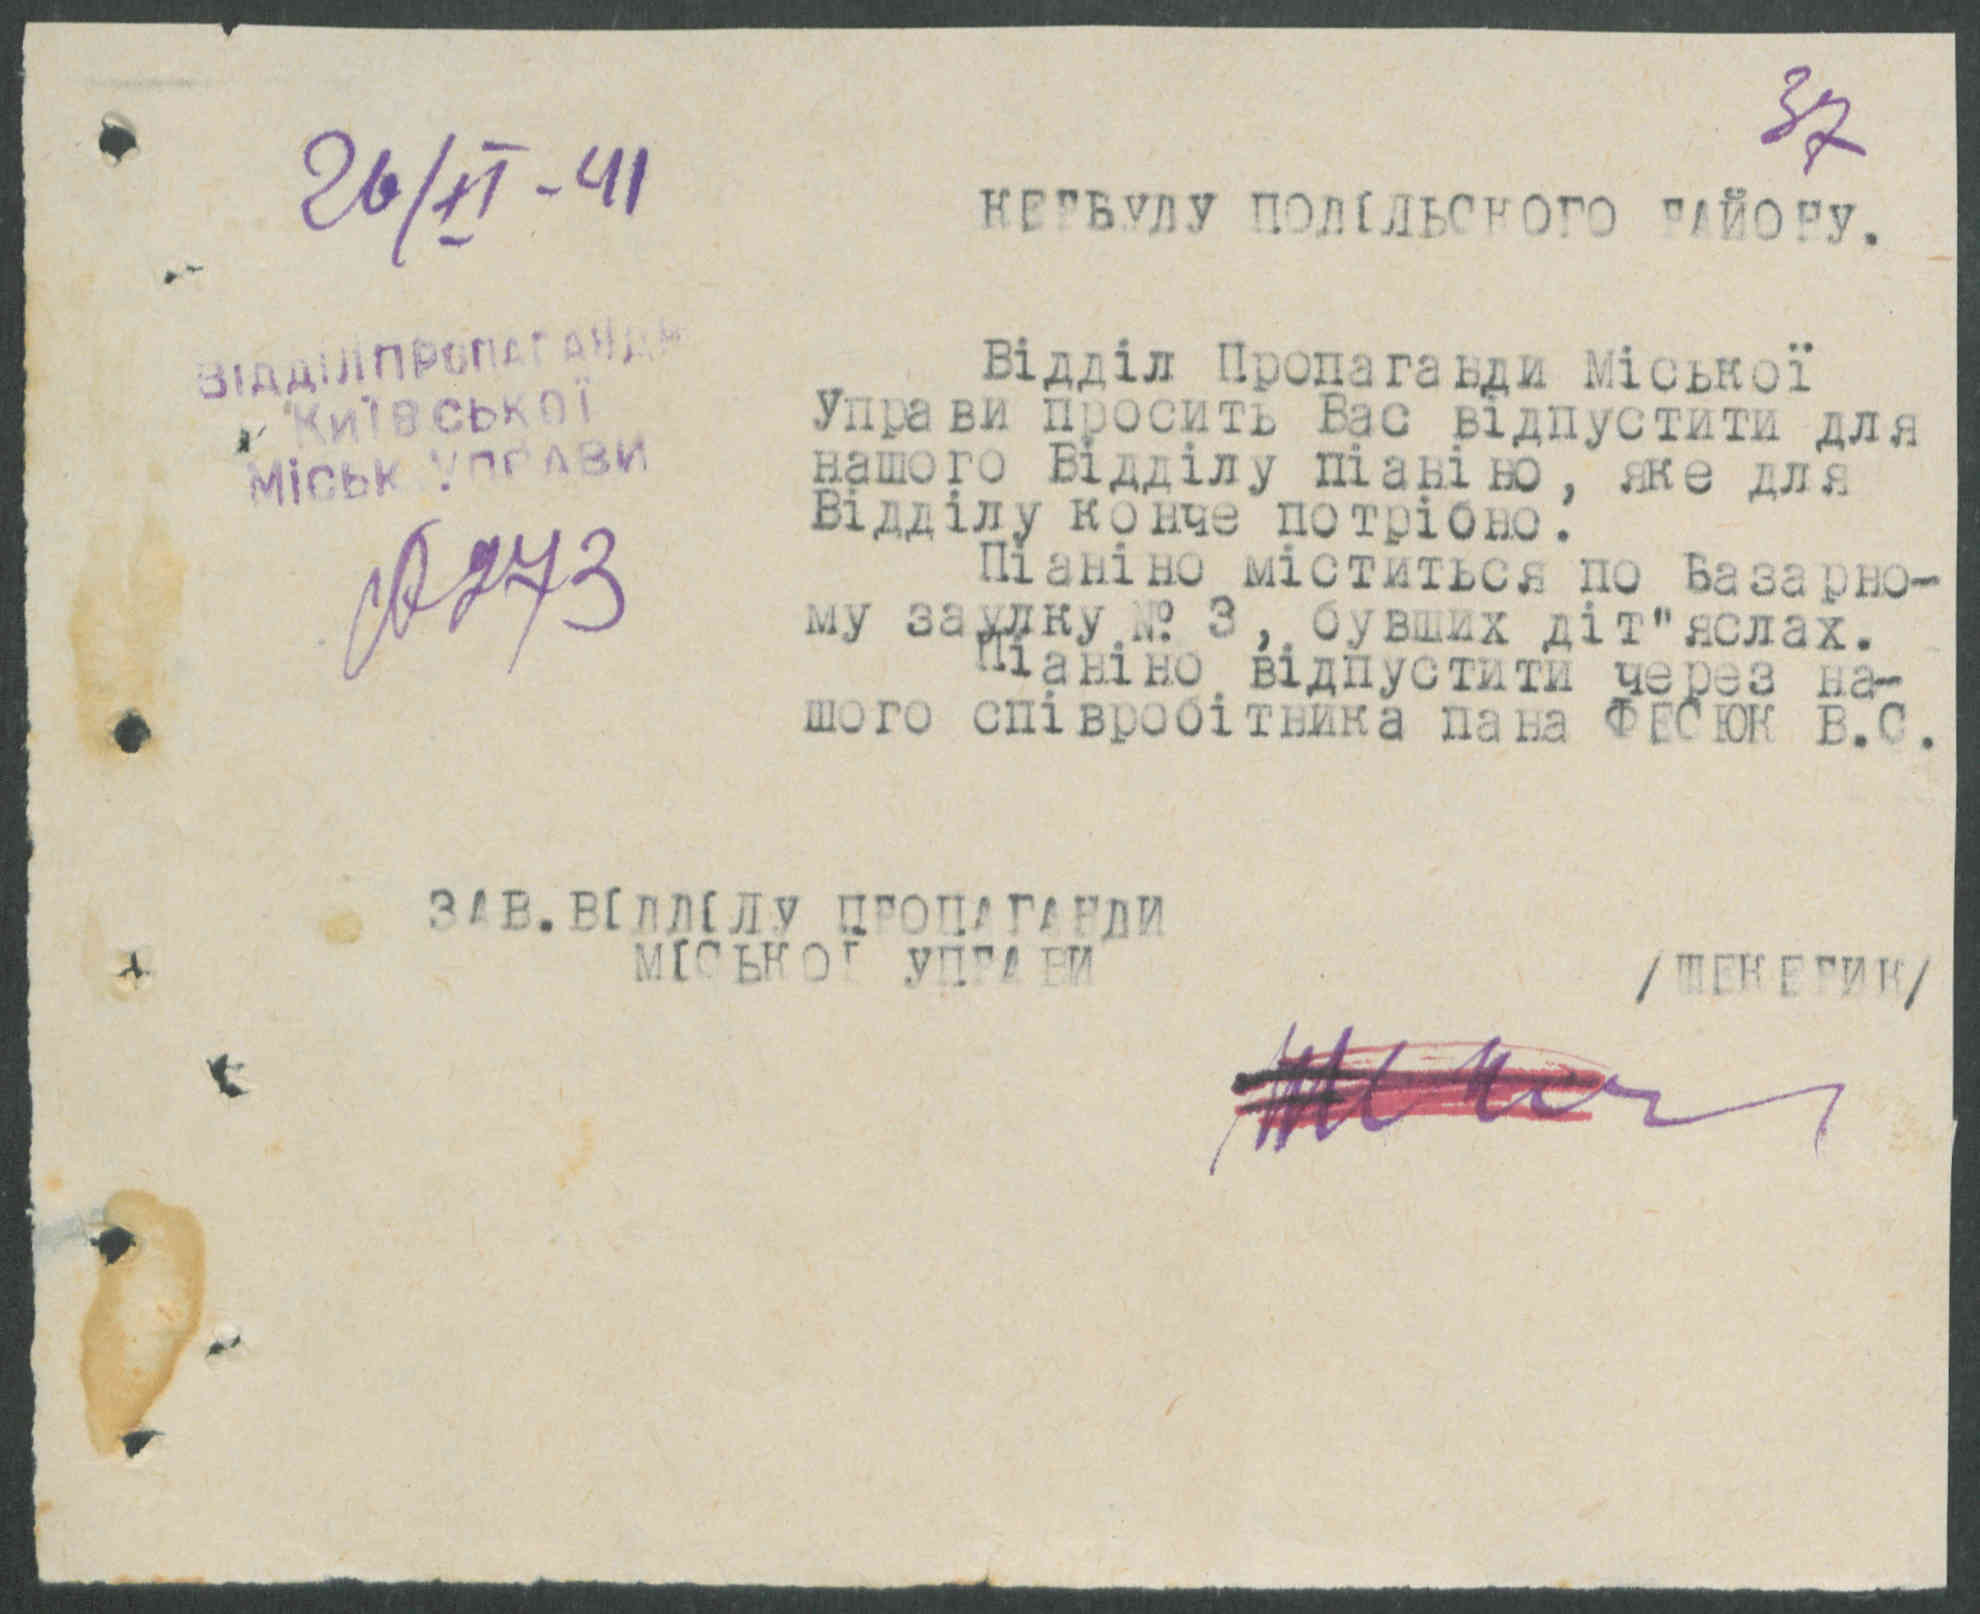 37
26/XI-41
КЕРБУДУ ПОДІЛЬСКОГО РАЙОНУ.
ВІДДІЛ ПРОПАГАНДИ
КИЇВСЬКОЇ
МІСЬК. УПРАВИ
№ 273
Відділ Пропаганди Міської
Управи просить Вас відпустити для
нашого Відділу піаніно, яке для
Відділу конче потрібно.
Піаніно міститься по Базарно-
му заулку № 3, бувших діт"яслах.
Піаніно відпустити через на-
шого співробітника пана ФЕСЮК В.С.
ЗАВ.ВІДДІЛУ ПРОПАГАНДИ
МІСЬКОЇ УПРАВИ
/ШЕКЕРИК/